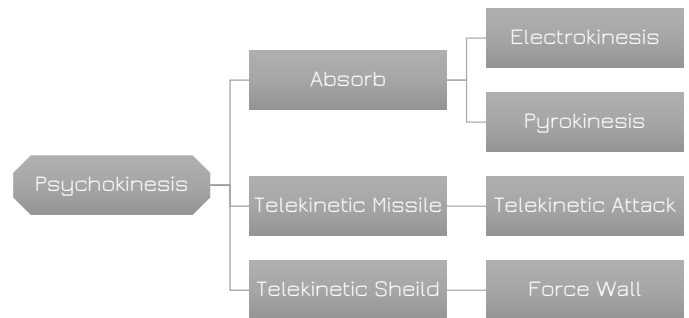 Psychokinesis
Absorb
Electrokinesis
Pyrokinesis
Telekinetic Missile
Telekinetic Attack
Telekinetic Sheild
Force Wall